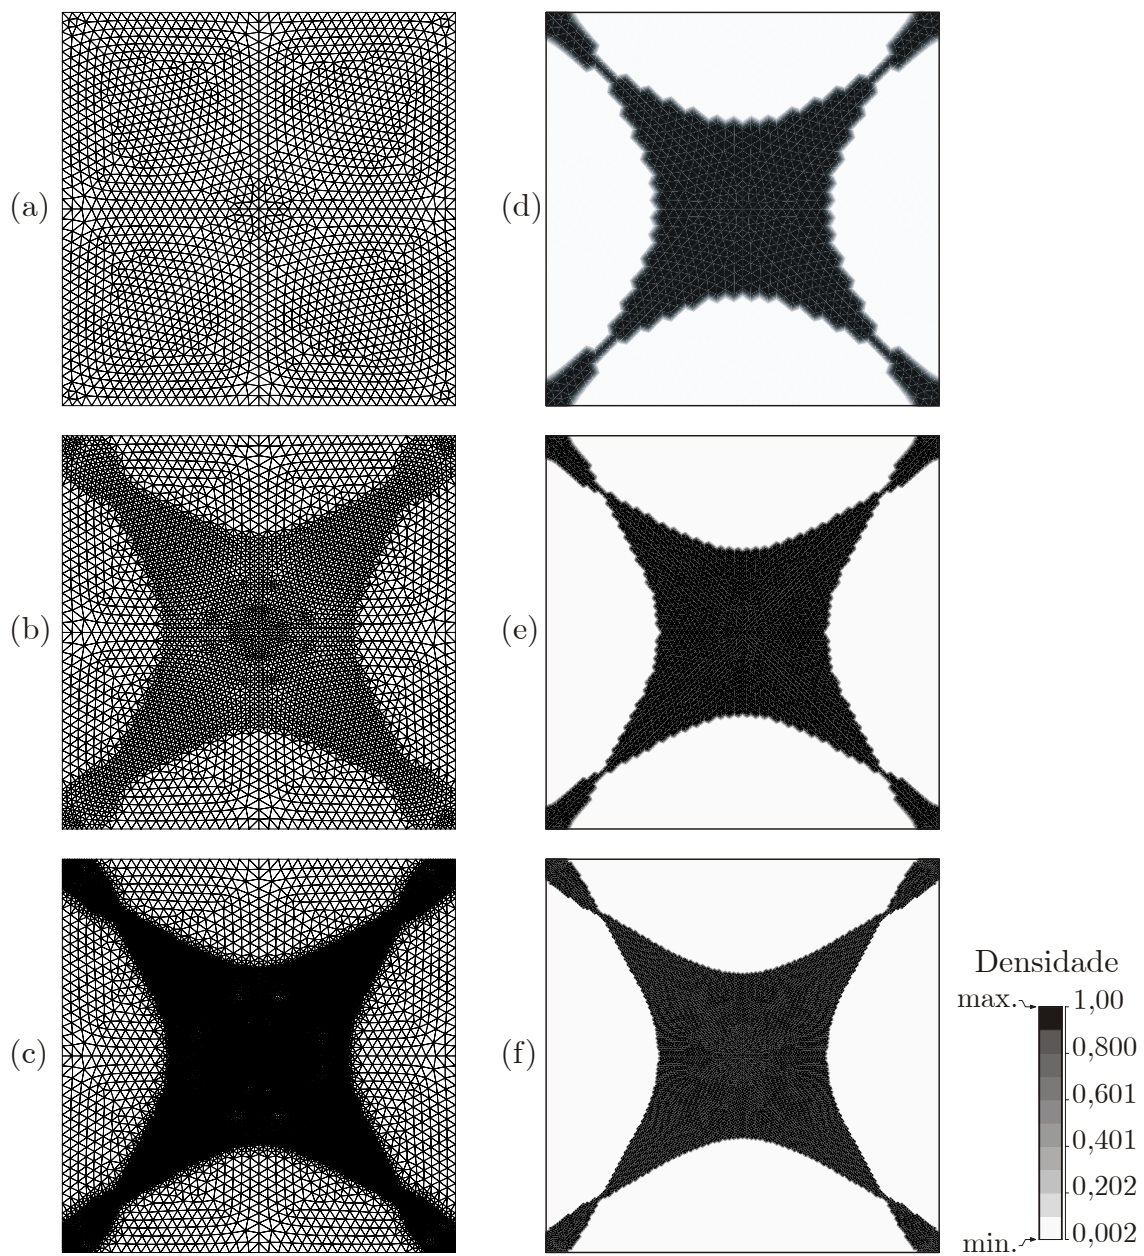 (a)
(d)
(b)
(e)
(c)
(f)
Densidade
max.
1,00
0,800
0,601
0,401
0,202
min.
0,002